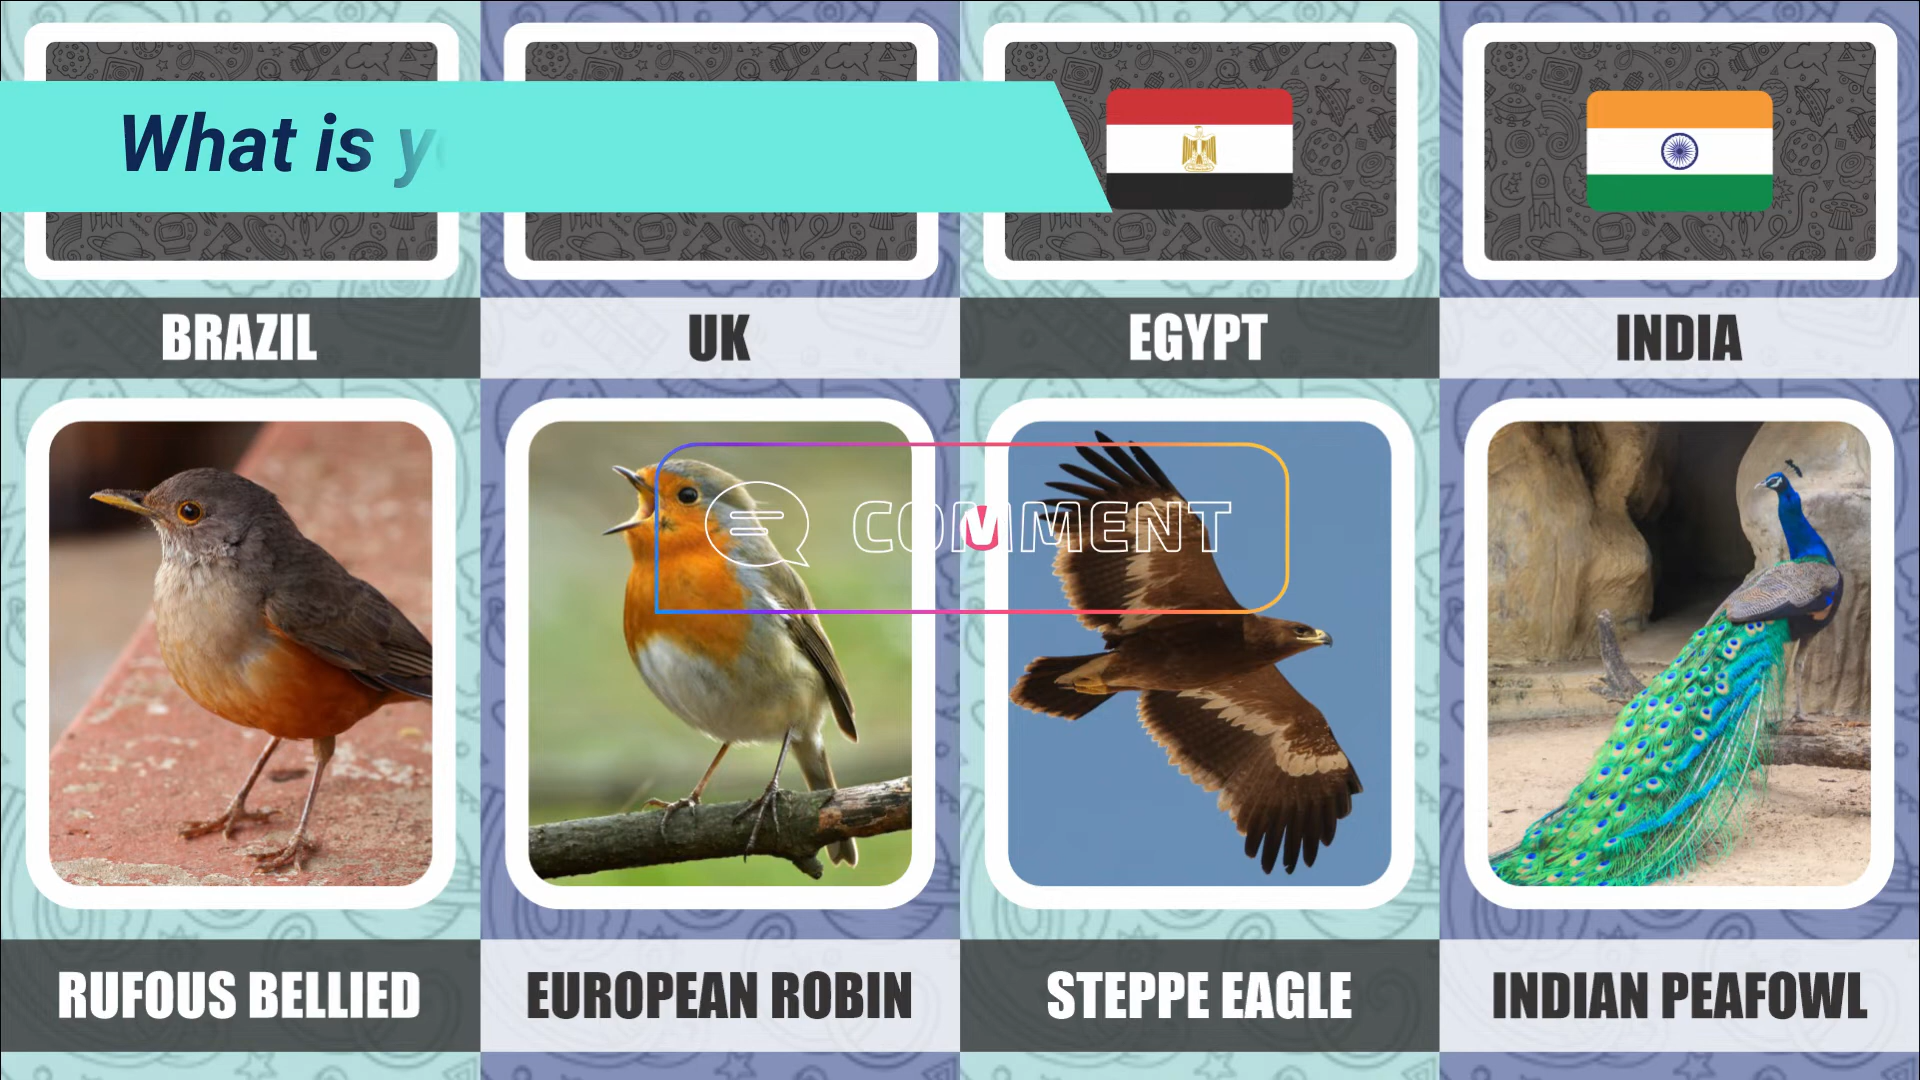 What is
BRAZIL
UK
EGYPT
INDIA
COMMENT
RUFOUS BELLIED
EUROPEAN ROBIN
STEPPE EAGLE
INDIAN PEAFOWL